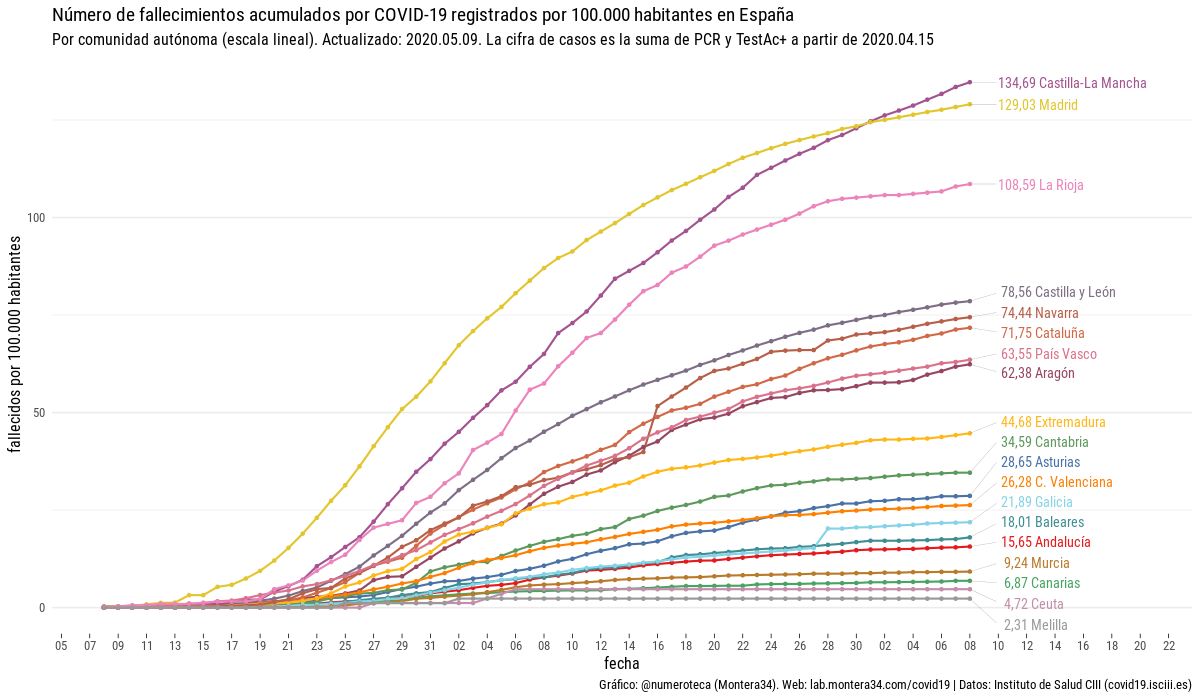 Número de fallecimientos acumulados por COVID-19 registrados por 100.000 habitantes en España
Por comunidad autónoma (escala lineal). Actualizado: 2020.05.09. La cifra de casos es la suma de PCR y TestAc+ a partir de 2020.04.15
134,69 Castilla-La Mancha
129,03 Madrid
108,59 La Rioja
78,56 Castilla y León
74,44 Navarra
71,75 Cataluña
63,55 País Vasco
62,38 Aragón
44,68 Extremadura
34,59 Cantabria
28,65 Asturias
26,28 C. Valenciana
21,89 Galicia
18,01 Baleares
15,65 Andalucía
9,24 Murcia
6,87 Canarias
4,72 Ceuta
2,31 Melilla
100
50
0
fallecidos por 100.000 habitantes
05 07 09 11 13 15 17 19 21 23 25 27 29 31 02 04 06 08 10 12 14 16 18 20 22 24 26 28 30 02 04 06 08 10 12 14 16 18 20 22
fecha
Gráfico: @numeroteca (Montera34). Web: lab.montera34.com/covid19 | Datos: Instituto de Salud CIII (covid19.isciii.es)